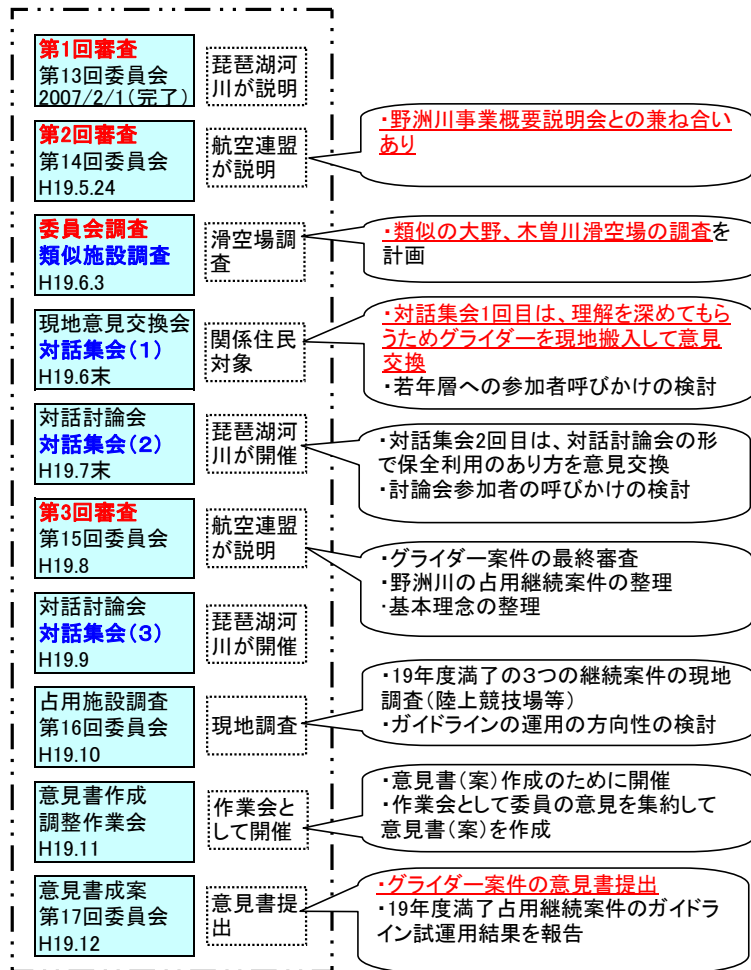 第1回審査
第13回委員会
2007/2/1(完了)
琵琶湖河
川が説明
第2回審査
第14回委員会
H19.5.24
航空連盟
が説明
・野洲川事業概要説明会との兼ね合い
あり
委員会調査
類似施設調査
H19.6.3
滑空場調
査
・類似の大野、木曽川滑空場の調査を
計画
現地意見交換会
対話集会(1)
H19.6末
関係住民
対象
・対話集会1回目は、理解を深めてもら
うためグライダーを現地搬入して意見
交換
・若年層への参加者呼びかけの検討
対話討論会
対話集会(2)
H19.7末
琵琶湖河
川が開催
・対話集会2回目は、対話討論会の形
で保全利用のあり方を意見交換
・討論会参加者の呼びかけの検討
第3回審査
第15回委員会
H19.8
航空連盟
が説明
・グライダー案件の最終審査
・野洲川の占用継続案件の整理
・基本理念の整理
対話討論会
対話集会(3)
H19.9
琵琶湖河
川が開催
占用施設調査
第16回委員会
H19.10
現地調査
・19年度満了の3つの継続案件の現地
調査(陸上競技場等)
・ガイドラインの運用の方向性の検討
意見書作成
調整作業会
H19.11
作業会と
して開催
・意見書(案)作成のために開催
・作業会として委員の意見を集約して
意見書(案)を作成
意見書成案
第17回委員会
H19.12
意見書提
出
・グライダー案件の意見書提出
・19年度満了占用継続案件のガイドラ
イン試運用結果を報告